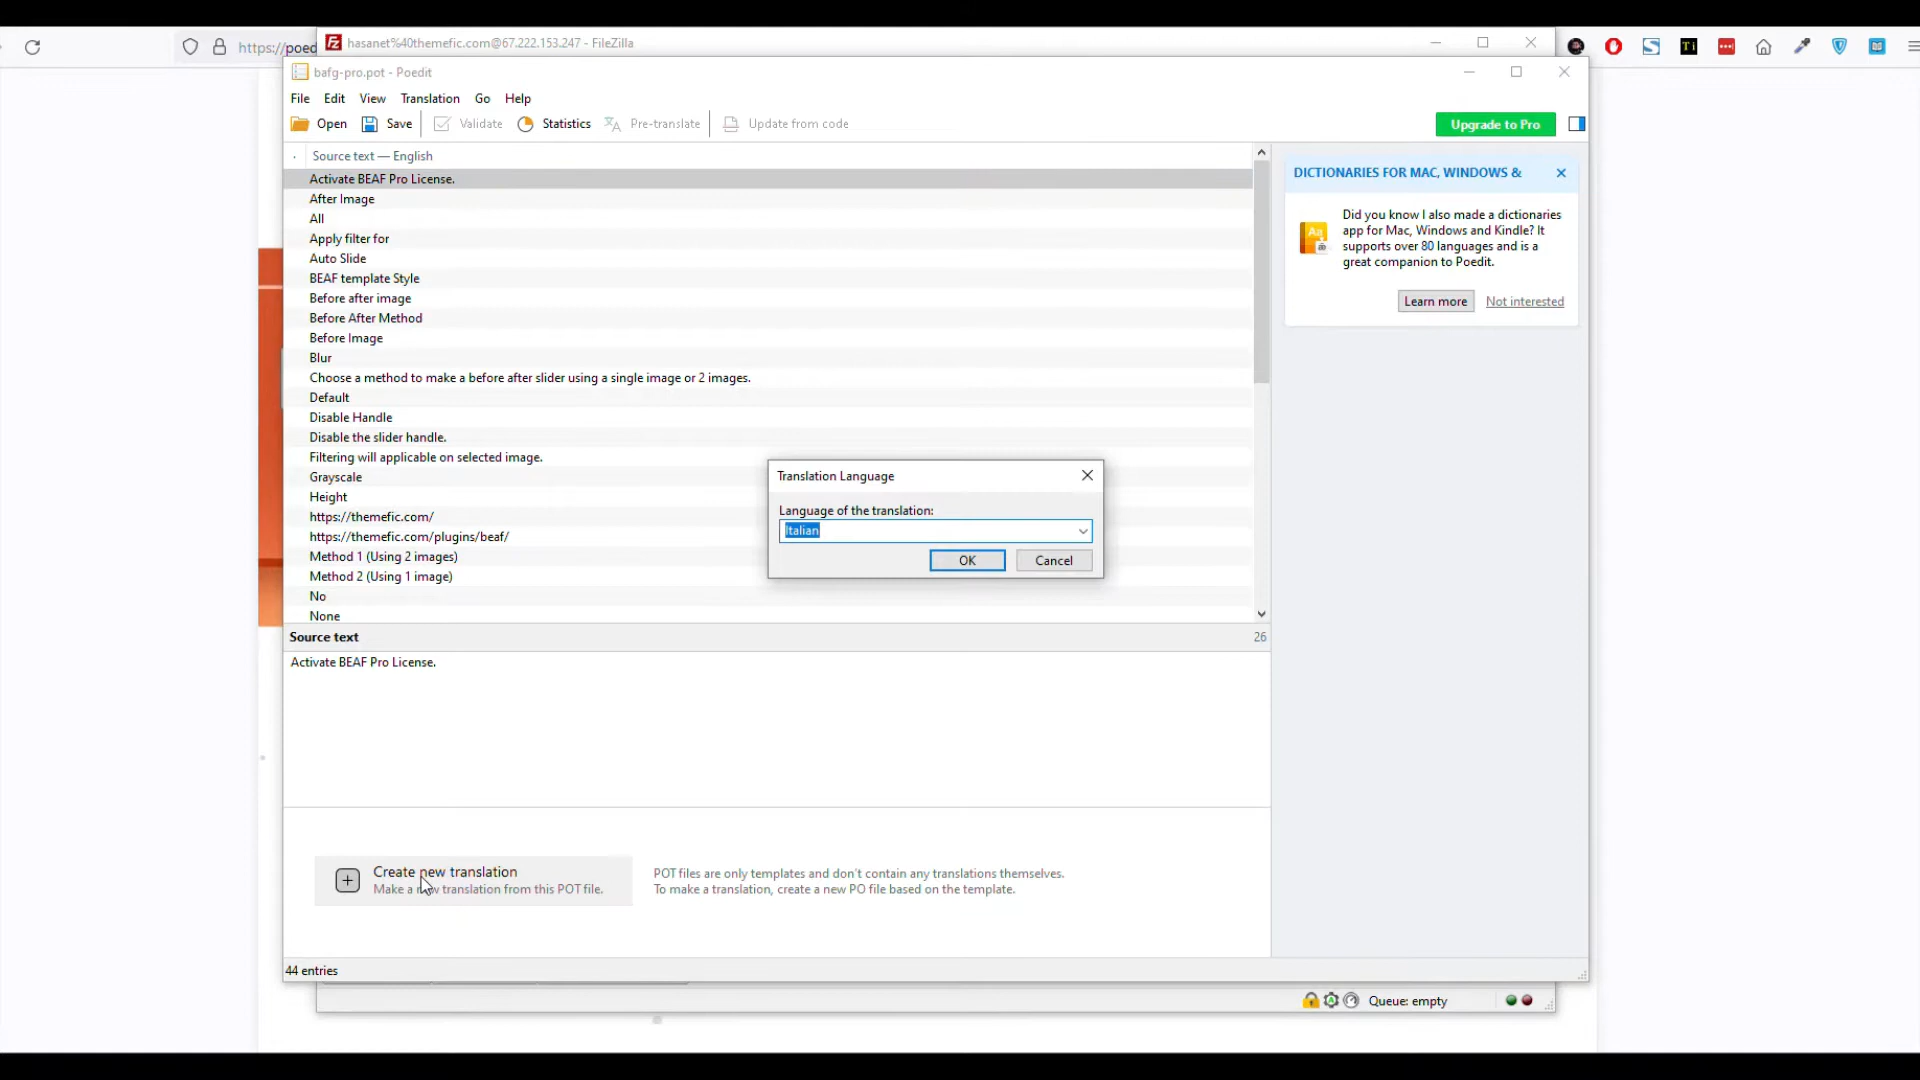 https://poed
hasanet%40themefic.com@67.222.153.247 - FileZilla
bafg-pro.pot - Poedit
File Edit View Translation Go Help
Open Save Validate Statistics Pre-translate Update from code Upgrade to Pro
Source text — English
Activate BEAF Pro License.
After Image
All
Apply filter for
Auto Slide
BEAF template Style
Before after image
Before After Method
Before Image
Blur
Choose a method to make a before after slider using a single image or 2 images.
Default
Disable Handle
Disable the slider handle.
Filtering will applicable on selected image.
Grayscale
Height
https://themefic.com/
https://themefic.com/plugins/beaf/
Method 1 (Using 2 images)
Method 2 (Using 1 image)
No
None
Source text 26
Activate BEAF Pro License.
Create new translation
Make a new translation from this POT file.
POT files are only templates and don't contain any translations themselves.
To make a translation, create a new PO file based on the template.
44 entries
DICTIONARIES FOR MAC, WINDOWS &
Did you know I also made a dictionaries
app for Mac, Windows and Kindle? It
supports over 80 languages and is a
great companion to Poedit.
Learn more Not interested
Translation Language
Language of the translation:
Italian
OK Cancel
Queue: empty